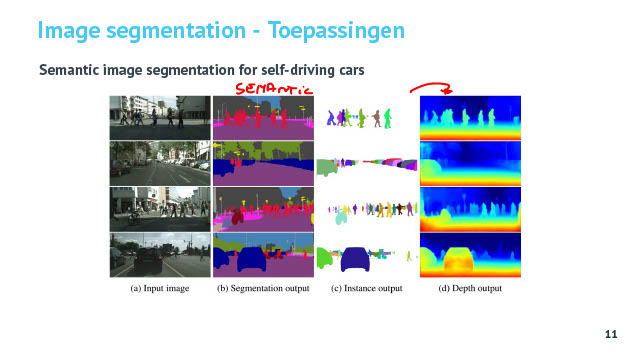 Image segmentation - Toepassingen
Semantic image segmentation for self-driving cars
SEMANTIC
(a) Input image (b) Segmentation output (c) Instance output (d) Depth output
11